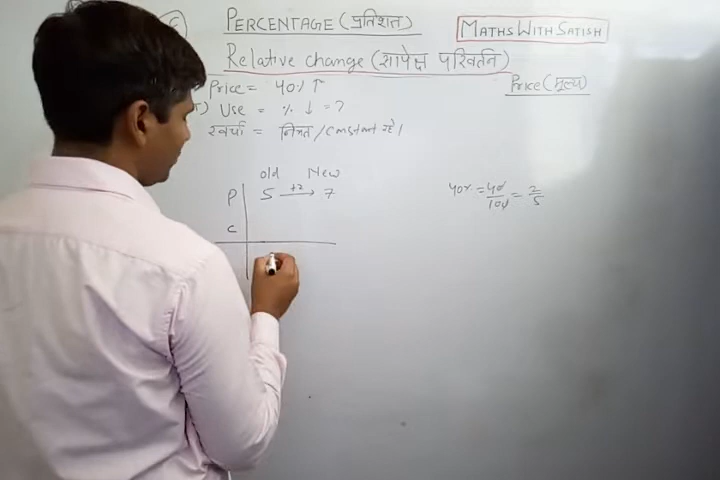 PERCENTAGE (प्रतिशत)
MATHS WITH SATISH
Relative change (सापेक्ष परिवर्तन)
Price (मूल्य)
Price = 40% ↑
Use = % ↓ = ?
खर्चा = नियत / constant रहे।
old New
P 5 +2→ 7
C
40% = 40/100 = 2/5